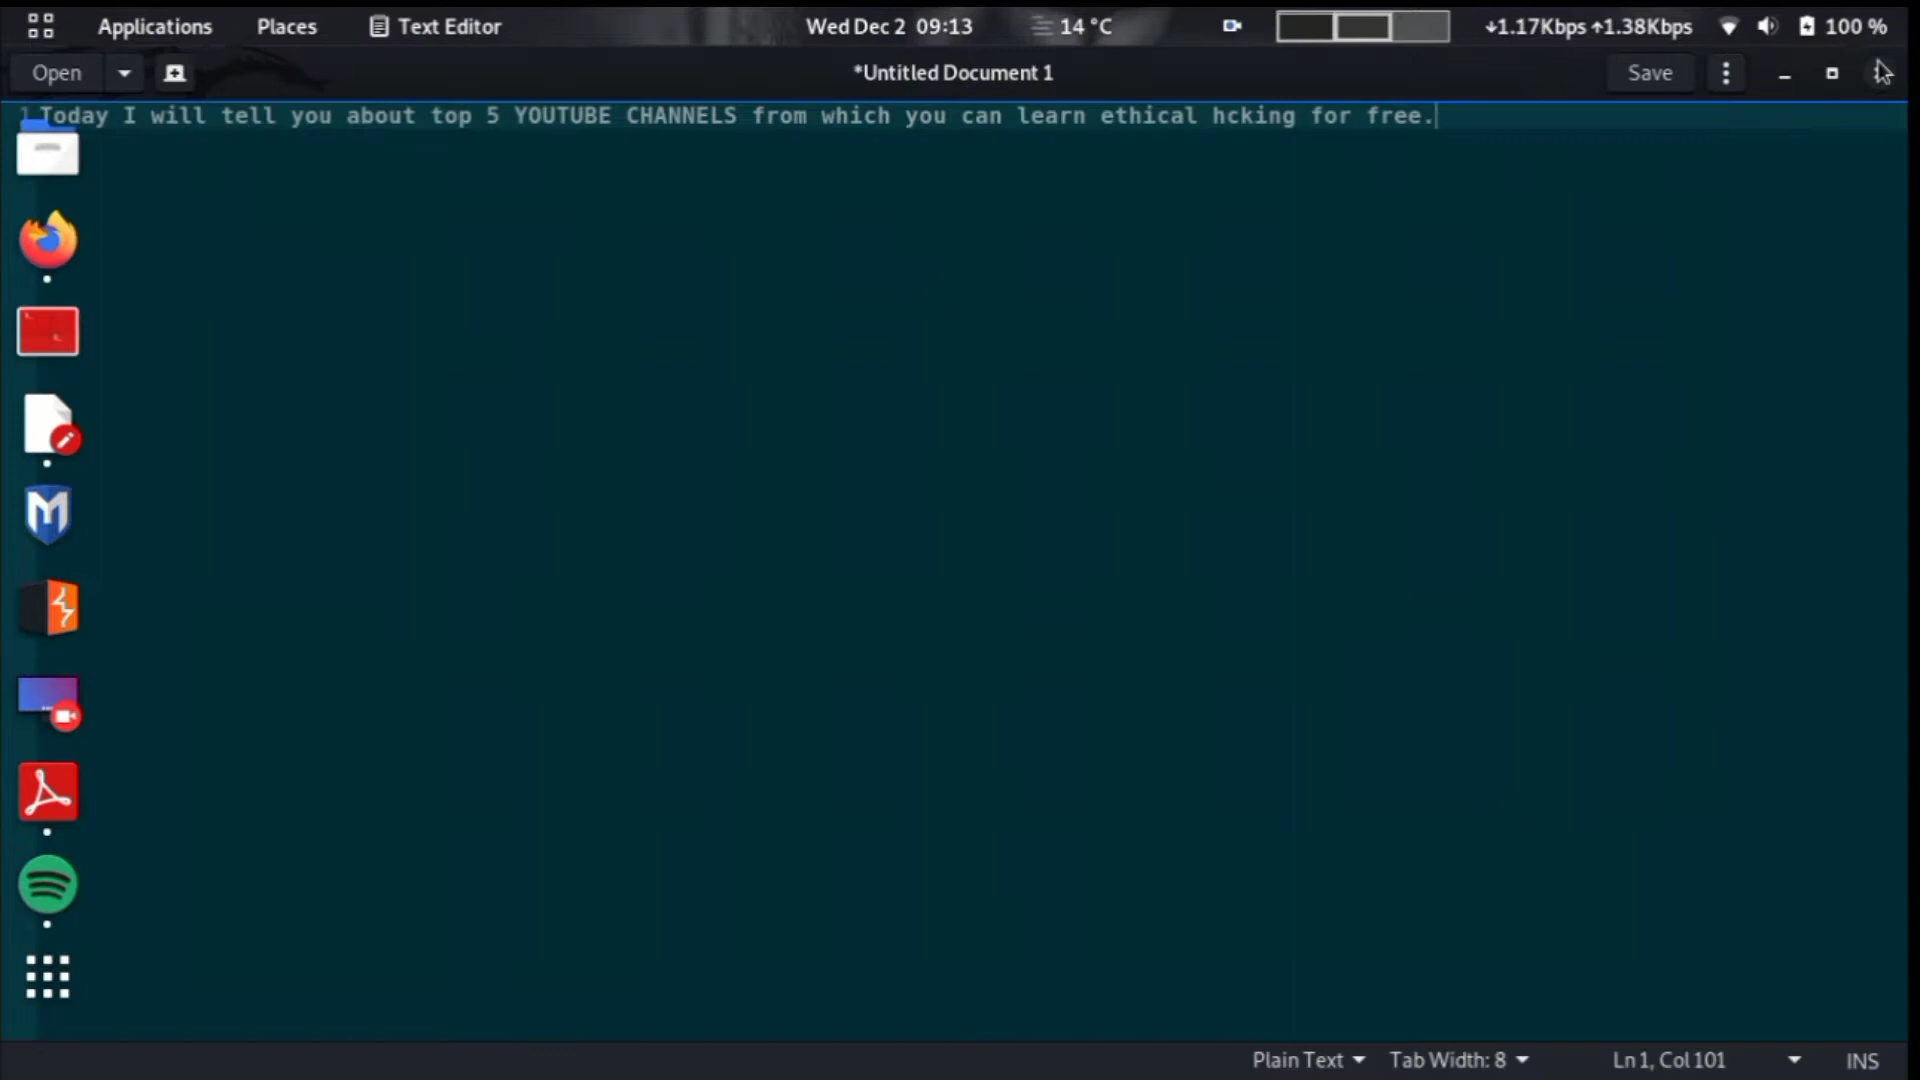 Applications Places Text Editor Wed Dec 2 09:13 14 °C ↓1.17Kbps ↑1.38Kbps 100 %
Open *Untitled Document 1 Save
1 Today I will tell you about top 5 YOUTUBE CHANNELS from which you can learn ethical hcking for free.
Plain Text Tab Width: 8 Ln 1, Col 101 INS